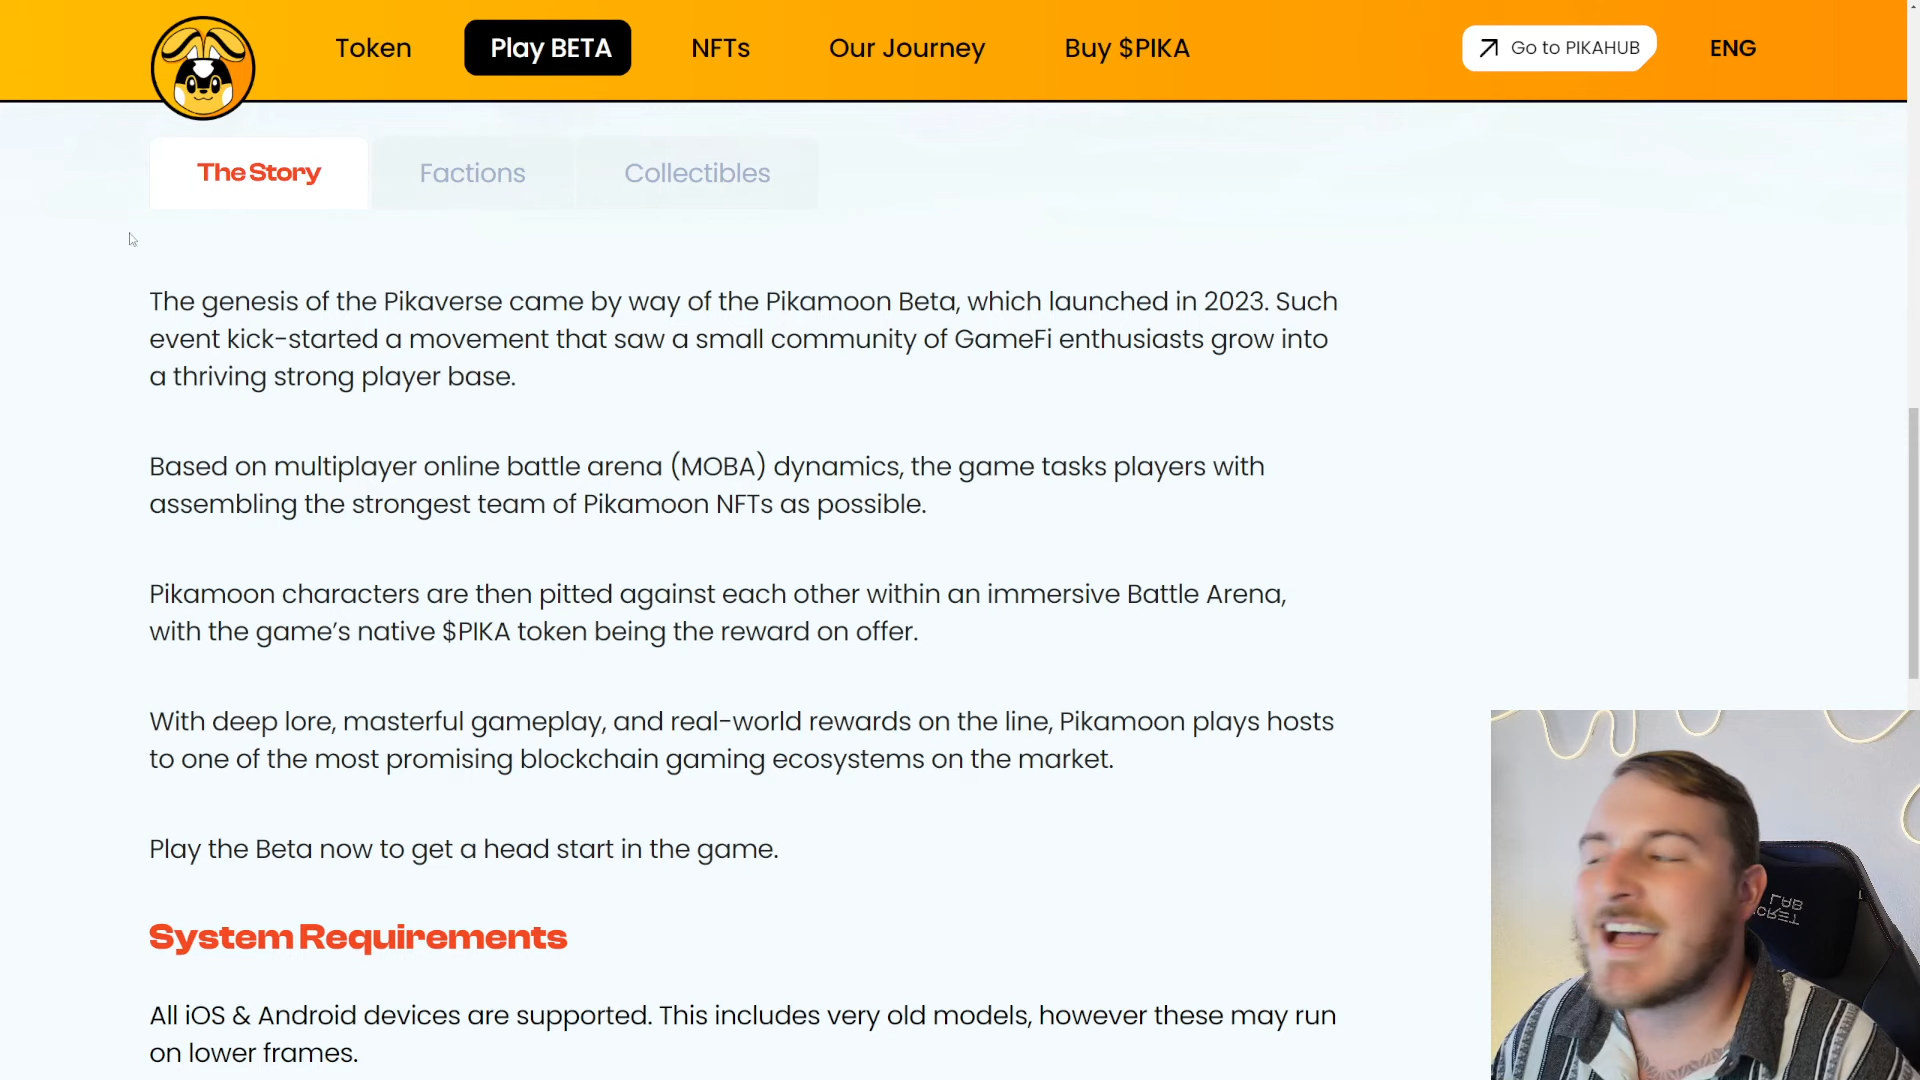 Token
Play BETA
NFTs
Our Journey
Buy $PIKA
Go to PIKAHUB
ENG
The Story
Factions
Collectibles
The genesis of the Pikaverse came by way of the Pikamoon Beta, which launched in 2023. Such
event kick-started a movement that saw a small community of GameFi enthusiasts grow into
a thriving strong player base.
Based on multiplayer online battle arena (MOBA) dynamics, the game tasks players with
assembling the strongest team of Pikamoon NFTs as possible.
Pikamoon characters are then pitted against each other within an immersive Battle Arena,
with the game's native $PIKA token being the reward on offer.
With deep lore, masterful gameplay, and real-world rewards on the line, Pikamoon plays hosts
to one of the most promising blockchain gaming ecosystems on the market.
Play the Beta now to get a head start in the game.
System Requirements
All iOS & Android devices are supported. This includes very old models, however these may run
on lower frames.